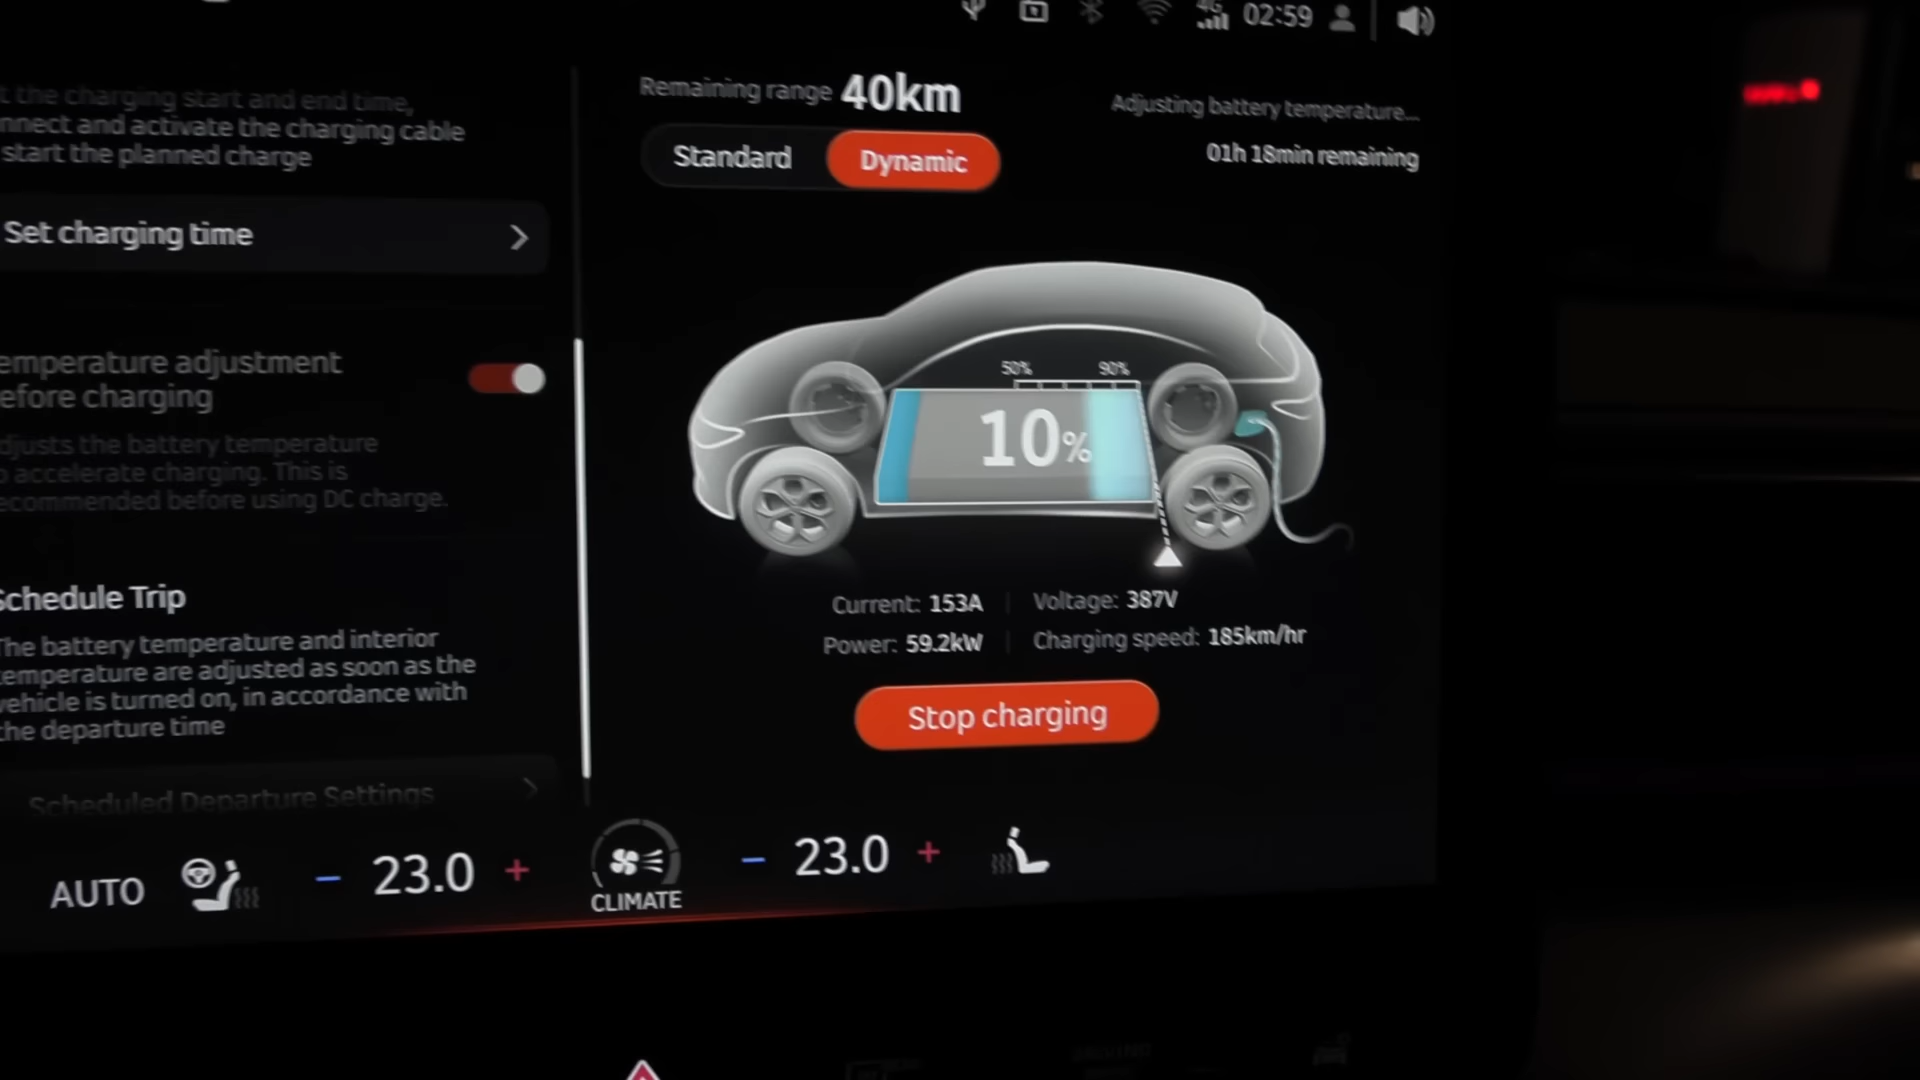 4G 02:59
t the charging start and end time,
nnect and activate the charging cable
start the planned charge
Set charging time
emperature adjustment
efore charging
djusts the battery temperature
o accelerate charging. This is
ecommended before using DC charge.
Schedule Trip
The battery temperature and interior
temperature are adjusted as soon as the
vehicle is turned on, in accordance with
the departure time
Scheduled Departure Settings
Remaining range 40km
Standard Dynamic
Adjusting battery temperature...
01h 18min remaining
50% 90%
10%
Current: 153A Voltage: 387V
Power: 59.2kW Charging speed: 185km/hr
Stop charging
AUTO - 23.0 + CLIMATE - 23.0 +